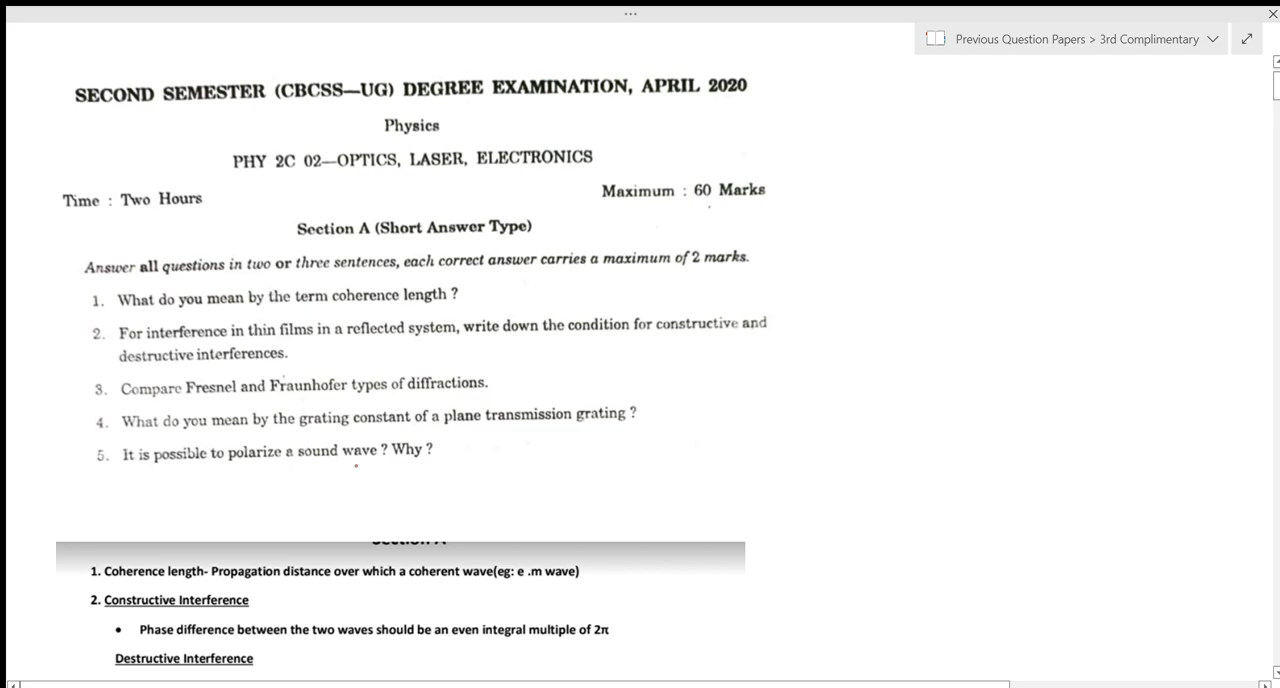 Previous Question Papers > 3rd Complimentary
SECOND SEMESTER (CBCSS—UG) DEGREE EXAMINATION, APRIL 2020
Physics
PHY 2C 02—OPTICS, LASER, ELECTRONICS
Time : Two Hours
Maximum : 60 Marks
Section A (Short Answer Type)
Answer all questions in two or three sentences, each correct answer carries a maximum of 2 marks.
1. What do you mean by the term coherence length ?
2. For interference in thin films in a reflected system, write down the condition for constructive and
destructive interferences.
3. Compare Fresnel and Fraunhofer types of diffractions.
4. What do you mean by the grating constant of a plane transmission grating ?
5. It is possible to polarize a sound wave ? Why ?
1. Coherence length- Propagation distance over which a coherent wave(eg: e .m wave)
2. Constructive Interference
• Phase difference between the two waves should be an even integral multiple of 2π
Destructive Interference